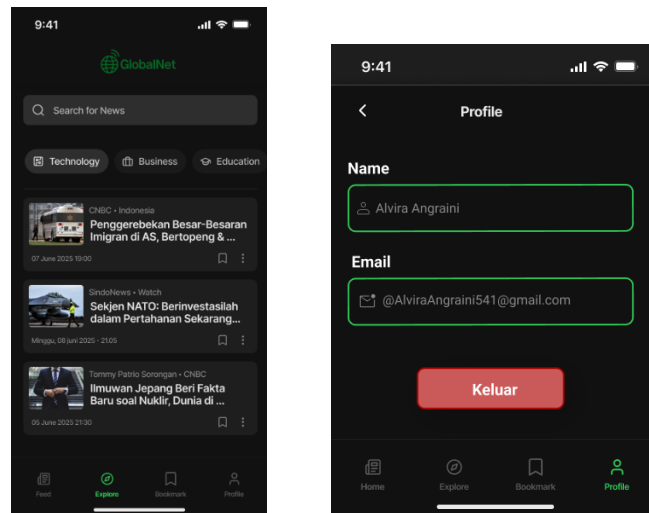 9:41
GlobalNet
Search for News
Technology
Business
Education
CNBC • Indonesia
Penggerebekan Besar-Besaran
Imigran di AS, Bertopeng & ...
07 June 2025 19:00
SindoNews • Watch
Sekjen NATO: Berinvestasilah
dalam Pertahanan Sekarang...
Minggu, 08 juni 2025 - 21:05
Tommy Patrio Sorongan • CNBC
Ilmuwan Jepang Beri Fakta
Baru soal Nuklir, Dunia di ...
05 June 2025 21:30
Feed
Explore
Bookmark
Profile
9:41
Profile
Name
Alvira Angraini
Email
@AlviraAngraini541@gmail.com
Keluar
Home
Explore
Bookmark
Profile